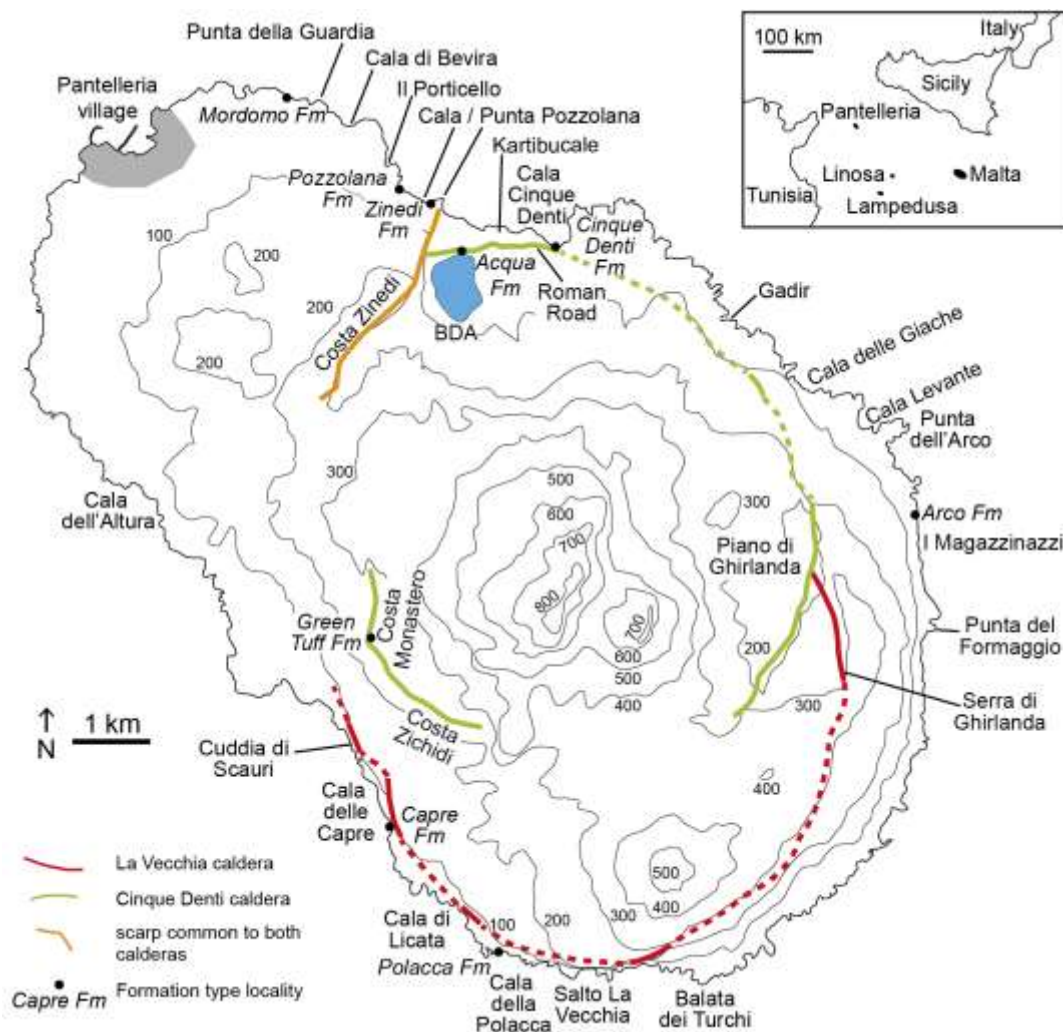 Punta della Guardia
Cala di Bevira
Il Porticello
Cala / Punta Pozzolana
Kartibucale
Cala
Cinque
Denti
Pantelleria
village
Mordomo Fm
Pozzolana
Fm
Zinedi
Fm
Cinque
Denti
Fm
Acqua
Fm
Roman
Road
BDA
Costa Zinedi
Gadir
Cala delle Giache
Cala Levante
Punta
dell'Arco
Arco Fm
I Magazzinazzi
Punta del
Formaggio
Serra di
Ghirlanda
Piano di
Ghirlanda
Cala
dell'Altura
Green
Tuff Fm
Costa
Monastero
Costa
Zichidi
Cuddia di
Scauri
Cala
delle
Capre
Capre
Fm
Cala di
Licata
Polacca Fm
Cala
della
Polacca
Salto La
Vecchia
Balata
dei Turchi
100
200
200
200
300
500
600
700
800
700
600
500
400
300
200
300
400
500
400
300
200
100
N
1 km
100 km
Italy
Sicily
Pantelleria
Linosa
Malta
Lampedusa
Tunisia
La Vecchia caldera
Cinque Denti caldera
scarp common to both
calderas
Capre Fm
Formation type locality